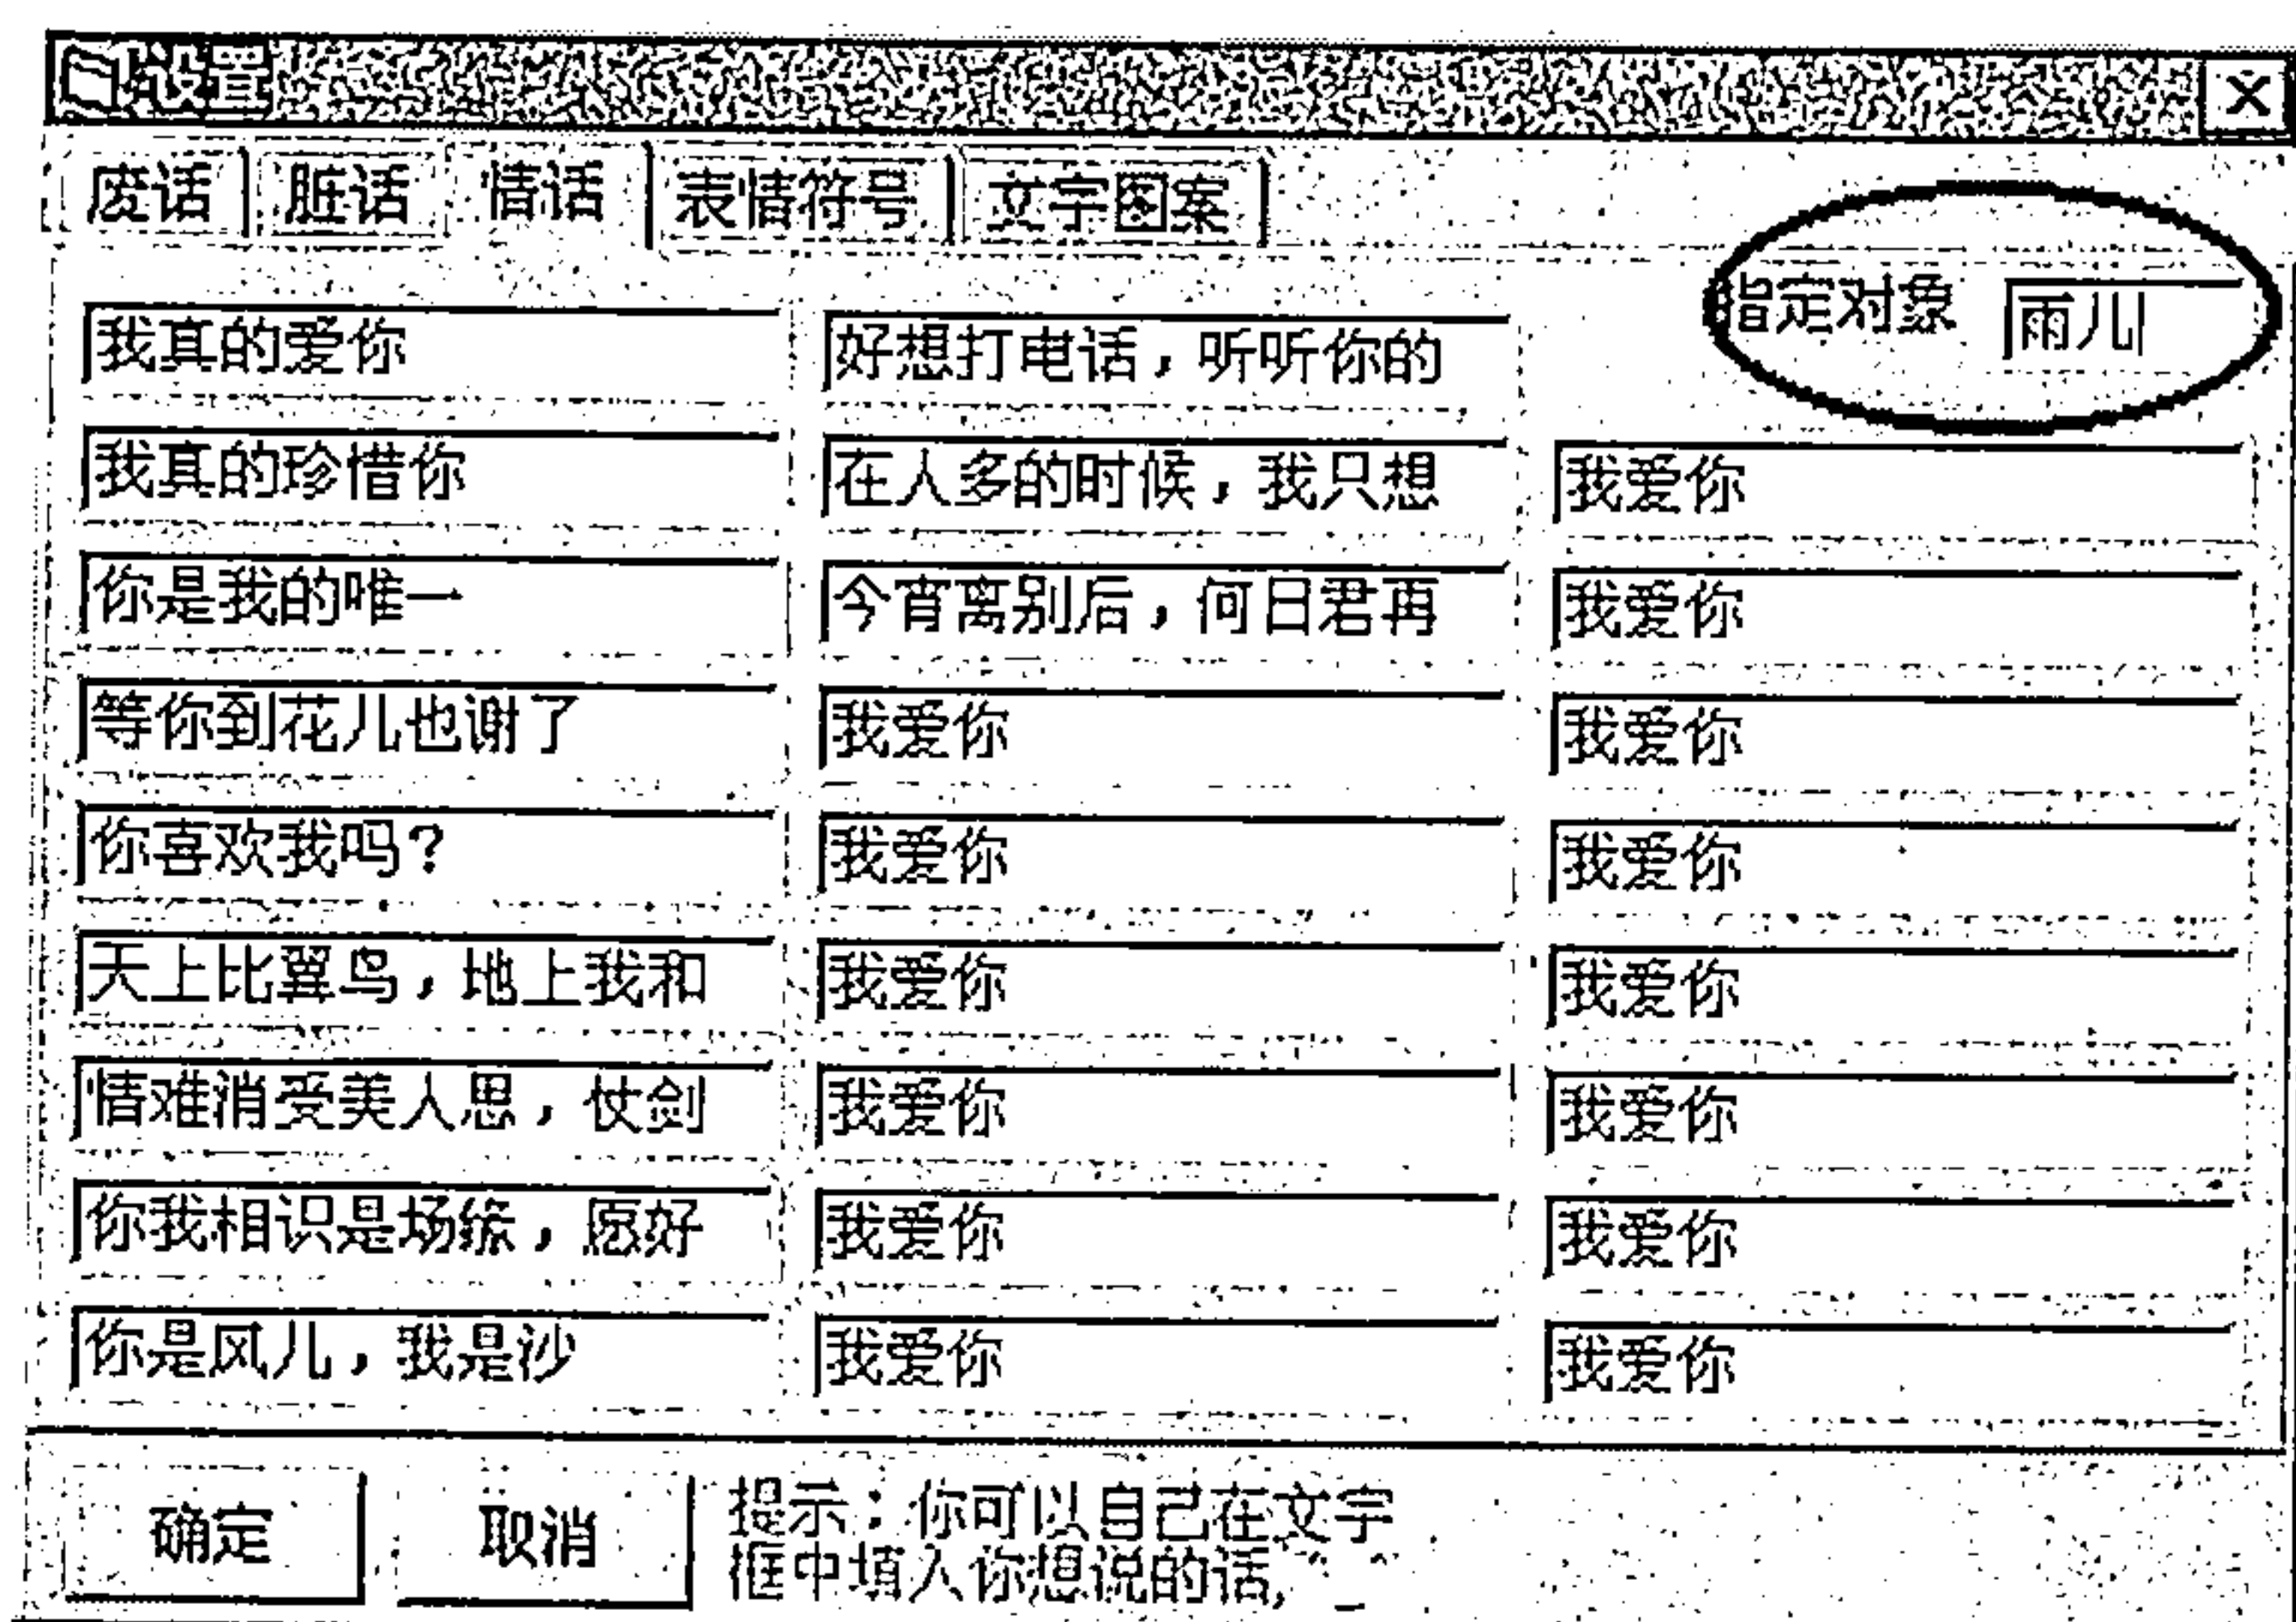 设置
废话 脏话 情话 表情符号 文字图案
指定对象 雨儿
我真的爱你 好想打电话，听听你的
我真的珍惜你 在人多的时候，我只想 我爱你
你是我的唯一 今宵离别后，何日君再 我爱你
等你到花儿也谢了 我爱你 我爱你
你喜欢我吗？ 我爱你 我爱你
天上比翼鸟，地上我和 我爱你 我爱你
情难消受美人思，仗剑 我爱你 我爱你
你我相识是场缘，愿好 我爱你 我爱你
你是风儿，我是沙 我爱你 我爱你
确定 取消 提示：你可以自己在文字
框中填入你想说的话，